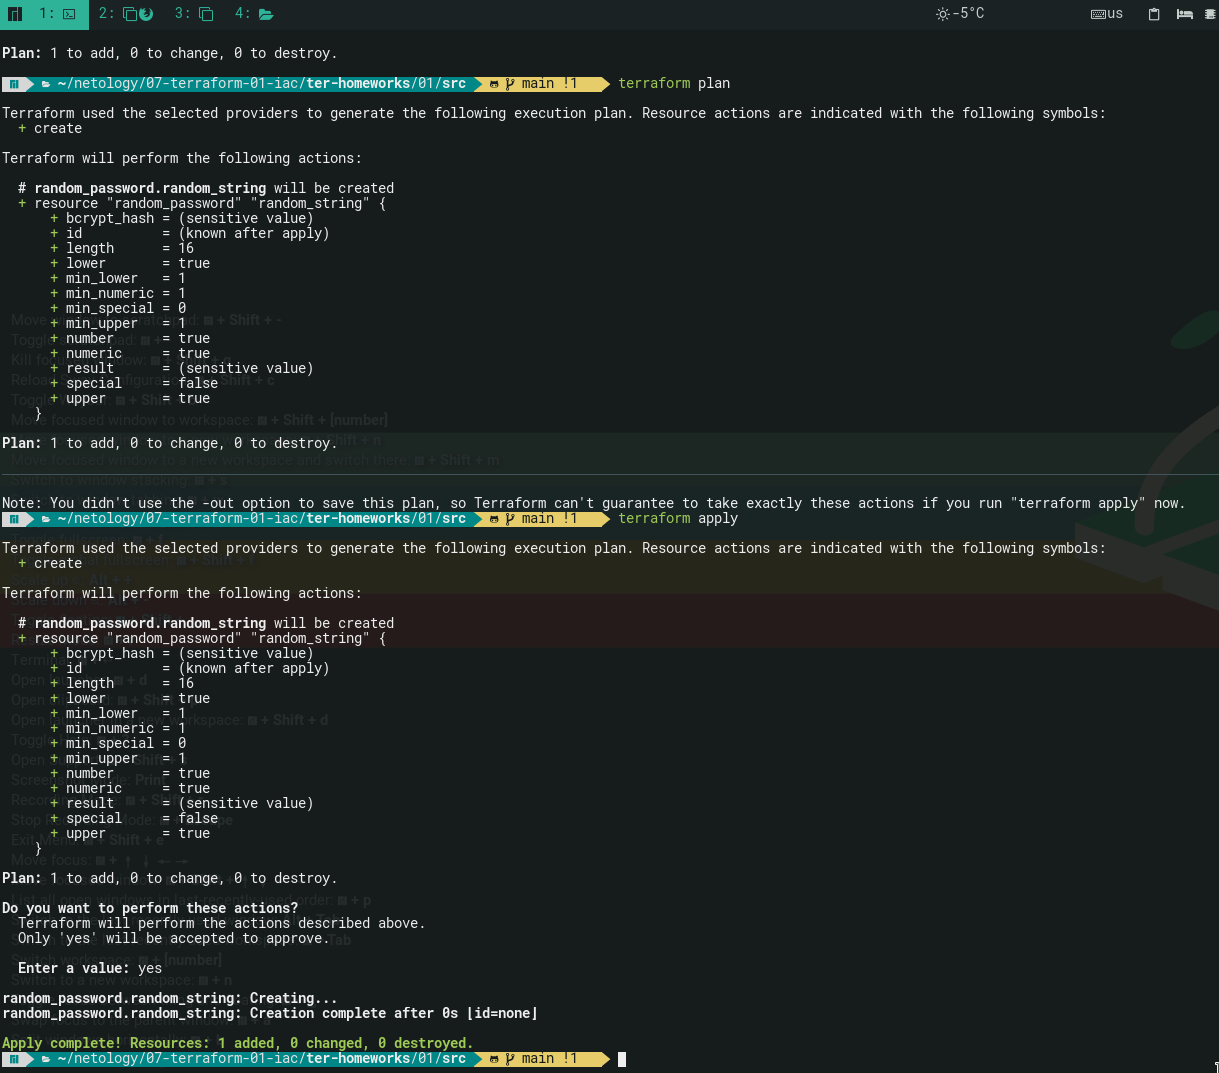 1: 2: 3: 4: -5°C us
Plan: 1 to add, 0 to change, 0 to destroy.
~/netology/07-terraform-01-iac/ter-homeworks/01/src main !1 terraform plan
Terraform used the selected providers to generate the following execution plan. Resource actions are indicated with the following symbols:
+ create
Terraform will perform the following actions:
# random_password.random_string will be created
+ resource "random_password" "random_string" {
+ bcrypt_hash = (sensitive value)
+ id = (known after apply)
+ length = 16
+ lower = true
+ min_lower = 1
+ min_numeric = 1
+ min_special = 0
+ min_upper = 1
+ number = true
+ numeric = true
+ result = (sensitive value)
+ special = false
+ upper = true
}
Plan: 1 to add, 0 to change, 0 to destroy.
Note: You didn't use the -out option to save this plan, so Terraform can't guarantee to take exactly these actions if you run "terraform apply" now.
~/netology/07-terraform-01-iac/ter-homeworks/01/src main !1 terraform apply
Terraform used the selected providers to generate the following execution plan. Resource actions are indicated with the following symbols:
+ create
Terraform will perform the following actions:
# random_password.random_string will be created
+ resource "random_password" "random_string" {
+ bcrypt_hash = (sensitive value)
+ id = (known after apply)
+ length = 16
+ lower = true
+ min_lower = 1
+ min_numeric = 1
+ min_special = 0
+ min_upper = 1
+ number = true
+ numeric = true
+ result = (sensitive value)
+ special = false
+ upper = true
}
Plan: 1 to add, 0 to change, 0 to destroy.
Do you want to perform these actions?
Terraform will perform the actions described above.
Only 'yes' will be accepted to approve.
Enter a value: yes
random_password.random_string: Creating...
random_password.random_string: Creation complete after 0s [id=none]
Apply complete! Resources: 1 added, 0 changed, 0 destroyed.
~/netology/07-terraform-01-iac/ter-homeworks/01/src main !1